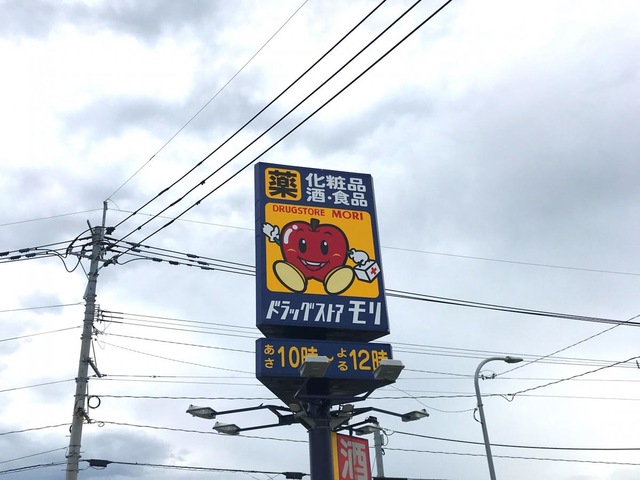 薬 化粧品
酒・食品
DRUGSTORE MORI
ドラッグストア モリ
あさ10時〜よる12時
酒